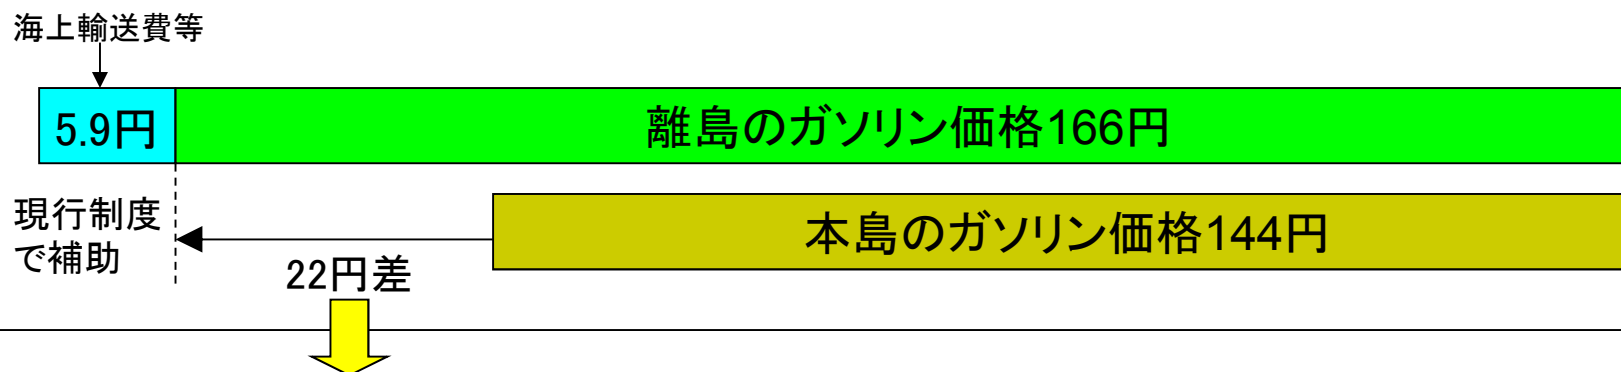 海上輸送費等
5.9円
離島のガソリン価格166円
現行制度
で補助
本島のガソリン価格144円
22円差